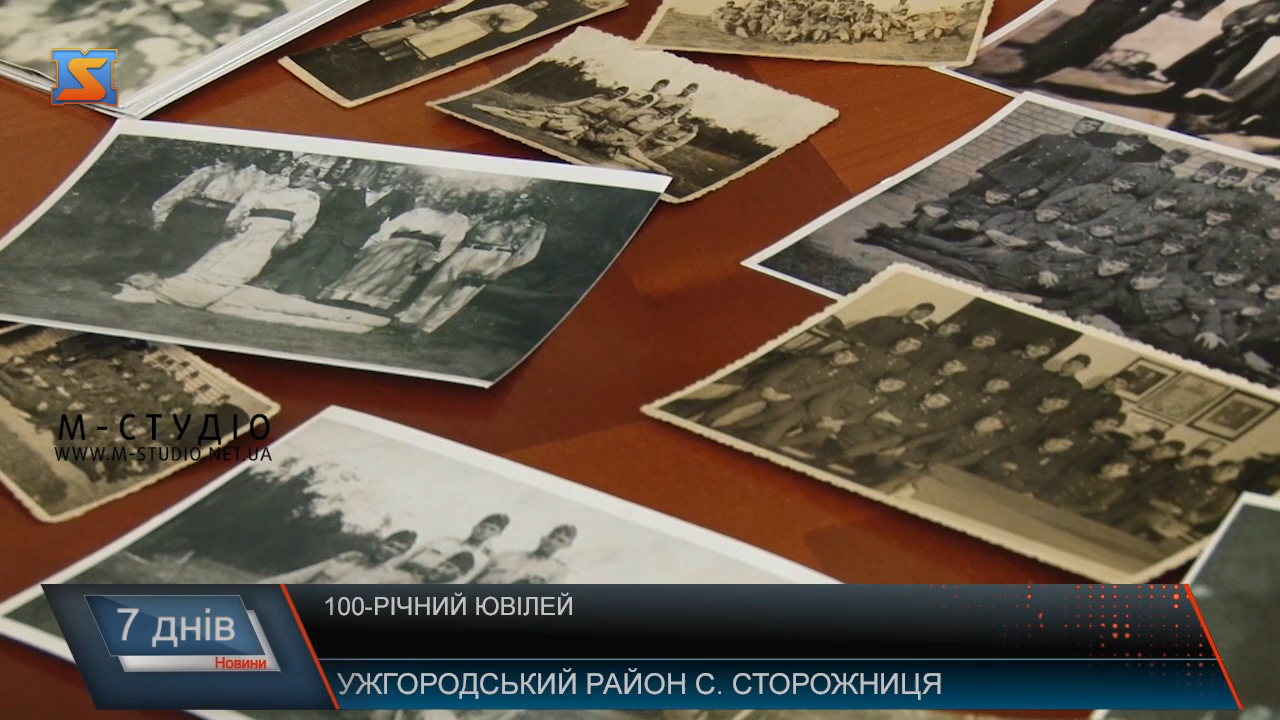 М-СТУДІО
WWW.M-STUDIO.NET.UA
100-РІЧНИЙ ЮВІЛЕЙ
7 днів
Новини
УЖГОРОДСЬКИЙ РАЙОН С. СТОРОЖНИЦЯ